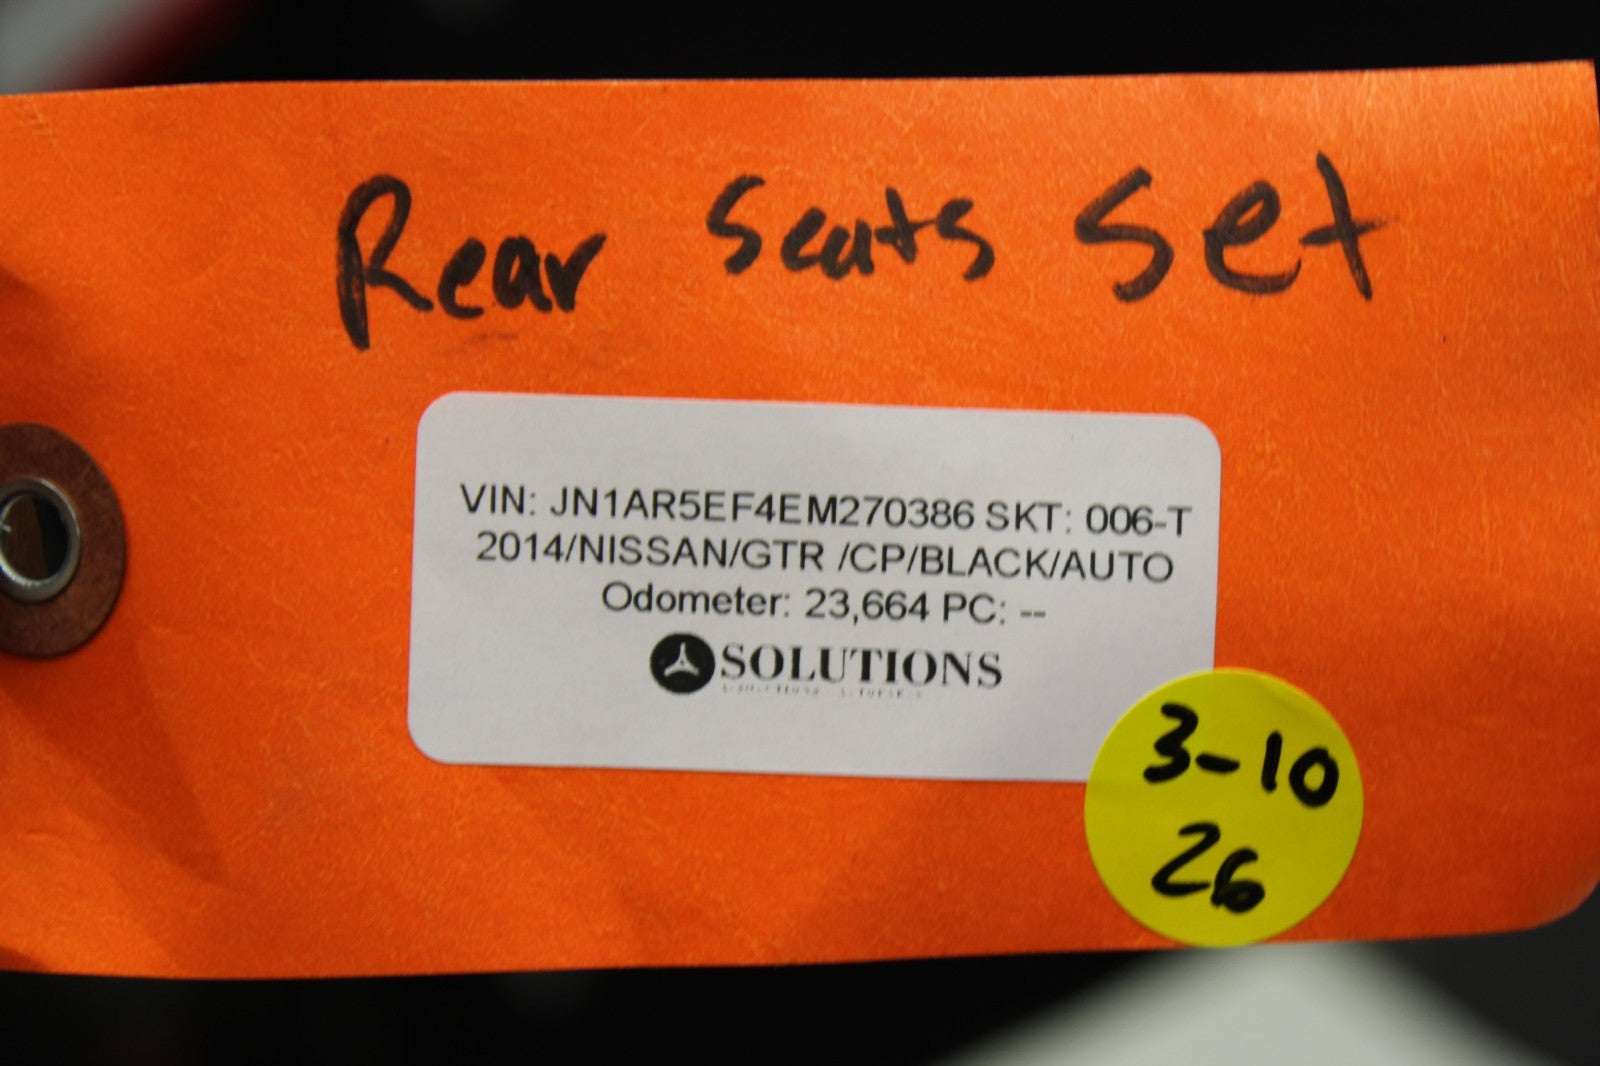 Rear Seats Set
VIN: JN1AR5EF4EM270386 SKT: 006-T
2014/NISSAN/GTR /CP/BLACK/AUTO
Odometer: 23,664 PC: --
SOLUTIONS
3-10
26